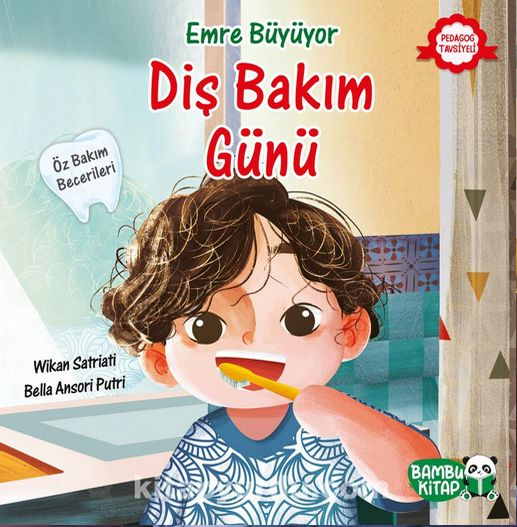 Emre Büyüyor
PEDAGOG
TAVSİYELİ
Diş Bakım
Günü
Öz Bakım
Becerileri
Wikan Satriati
Bella Ansori Putri
BAMBU
KİTAP